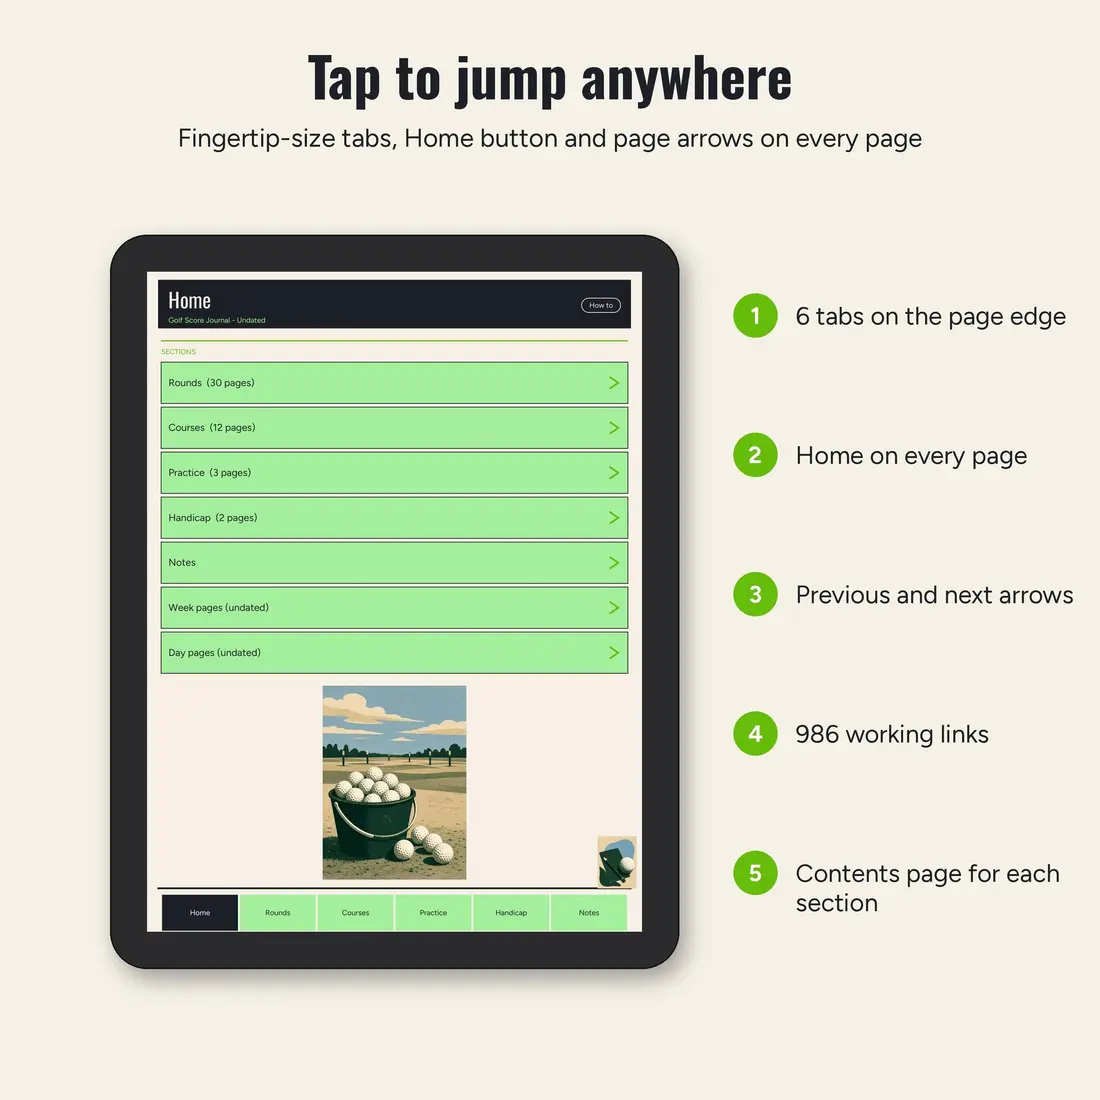 Tap to jump anywhere
Fingertip-size tabs, Home button and page arrows on every page
Home
Golf Score Journal - Undated
How to
SECTIONS
Rounds (30 pages)
Courses (12 pages)
Practice (3 pages)
Handicap (2 pages)
Notes
Week pages (undated)
Day pages (undated)
Home
Rounds
Courses
Practice
Handicap
Notes
1 6 tabs on the page edge
2 Home on every page
3 Previous and next arrows
4 986 working links
5 Contents page for each
section